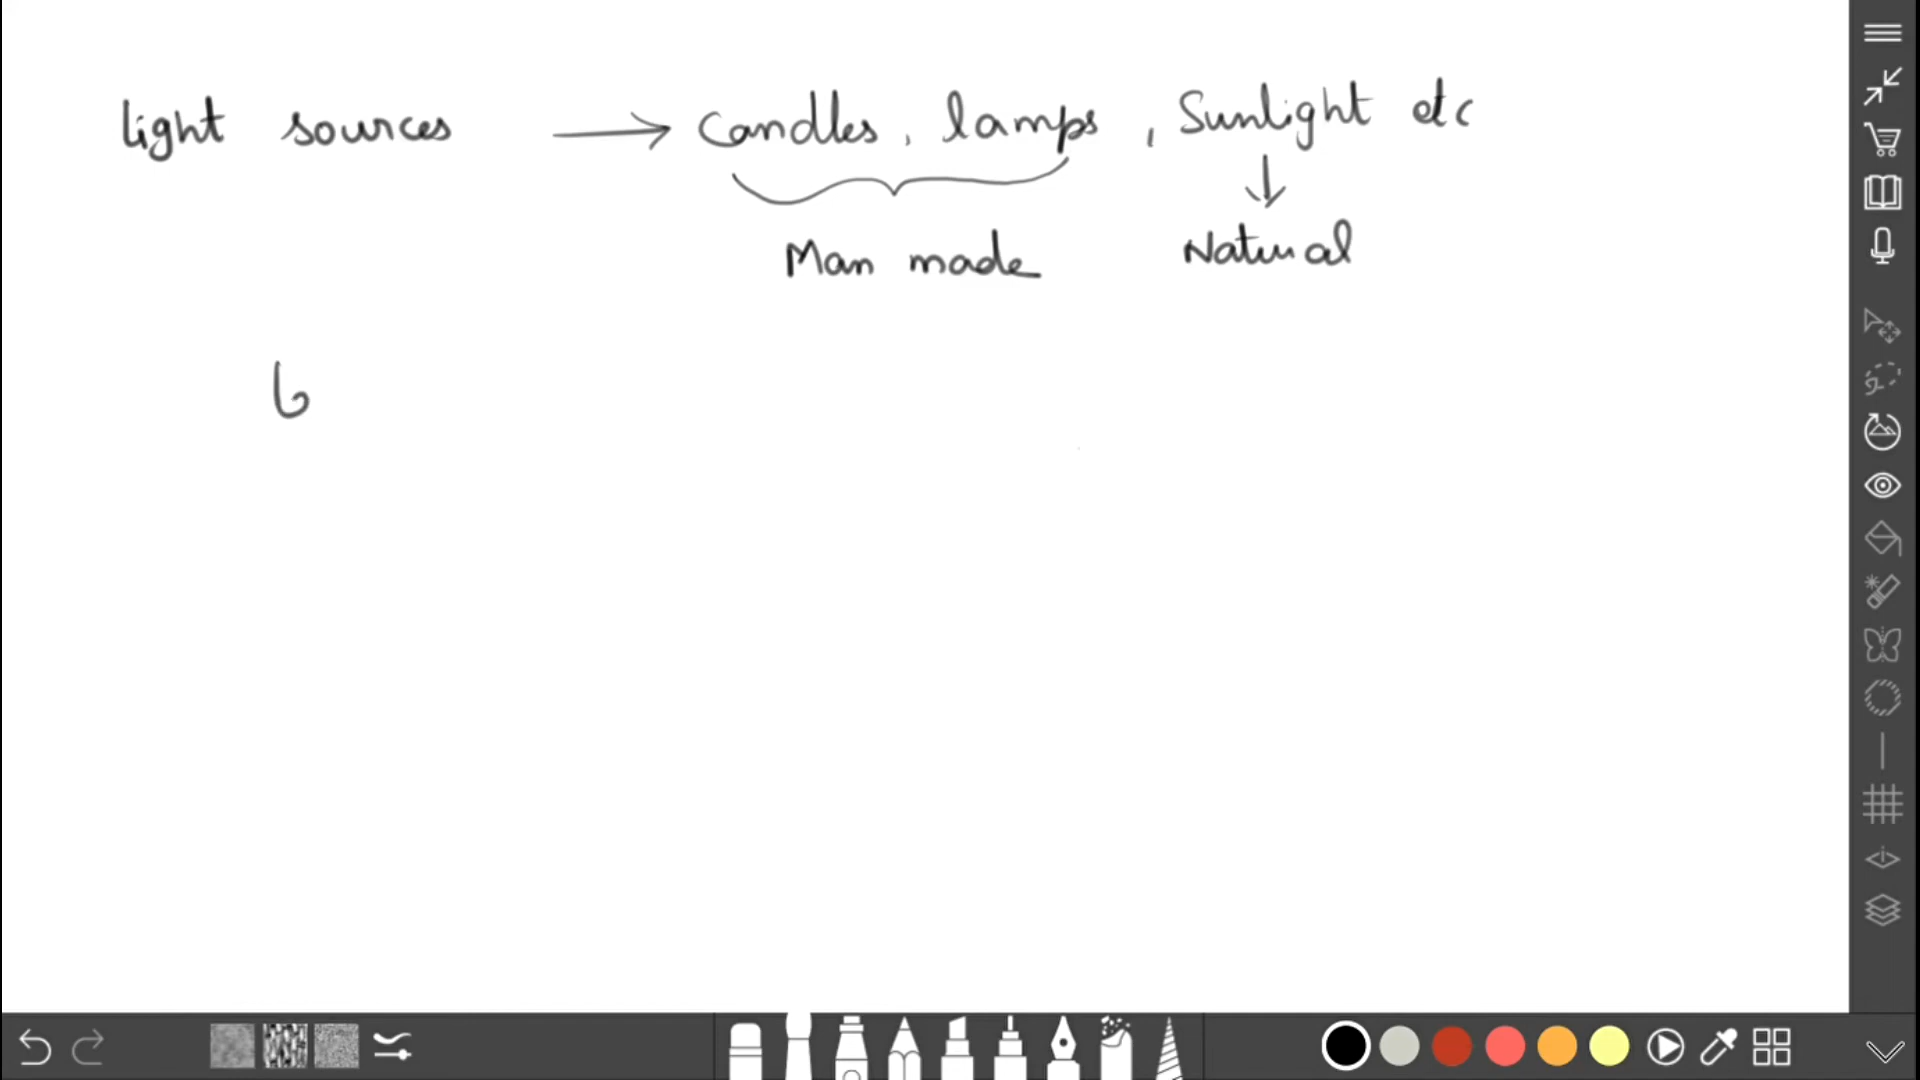 light sources → Candles, lamps, Sunlight etc
Man made Natural
b